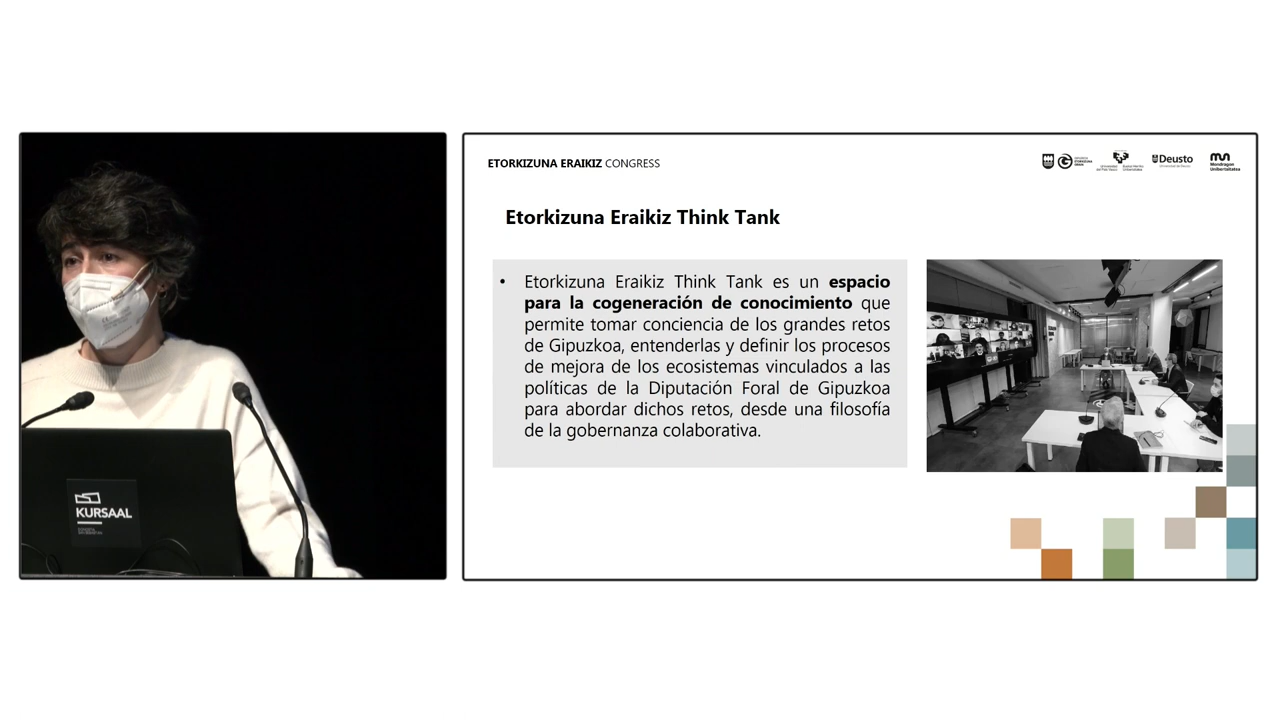 ETORKIZUNA ERAIKIZ CONGRESS
Deusto
Mondragon
Unibertsitatea
Etorkizuna Eraikiz Think Tank
• Etorkizuna Eraikiz Think Tank es un espacio
para la cogeneración de conocimiento que
permite tomar conciencia de los grandes retos
de Gipuzkoa, entenderlas y definir los procesos
de mejora de los ecosistemas vinculados a las
políticas de la Diputación Foral de Gipuzkoa
para abordar dichos retos, desde una filosofía
de la gobernanza colaborativa.
KURSAAL